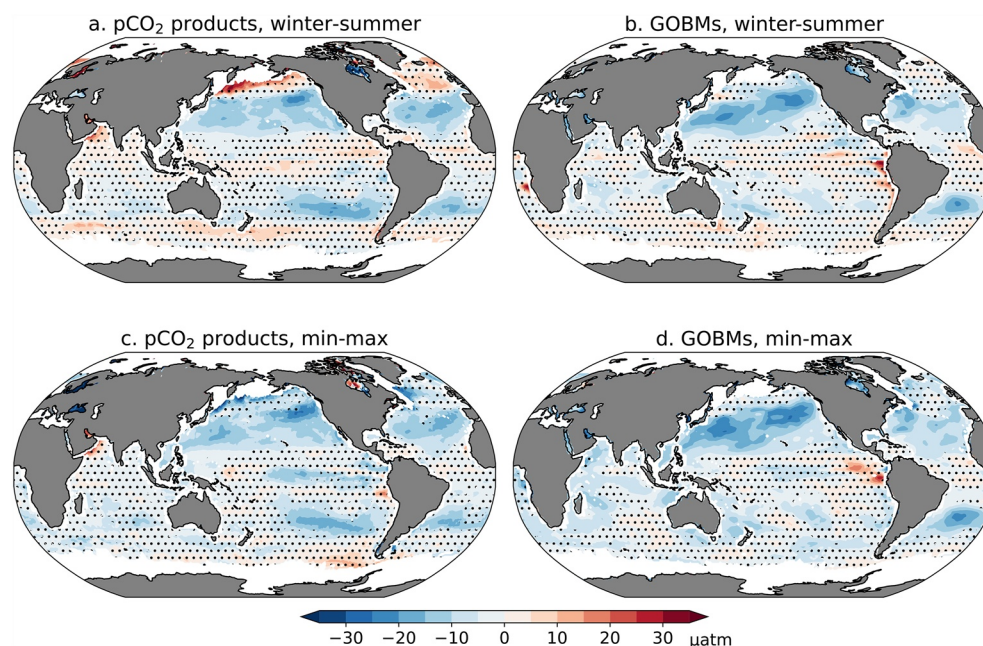 a. pCO₂ products, winter-summer
b. GOBMs, winter-summer
c. pCO₂ products, min-max
d. GOBMs, min-max
−30 −20 −10 0 10 20 30 μatm